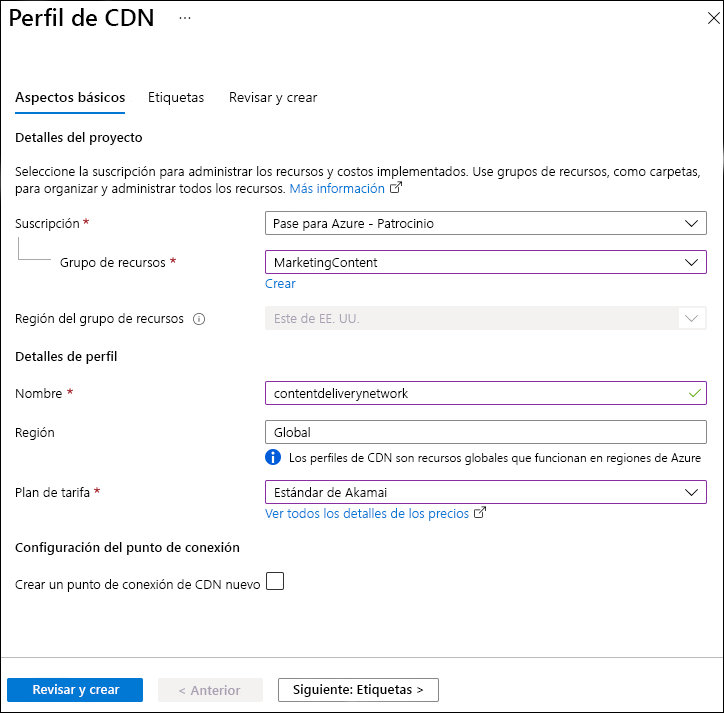 Perfil de CDN ...
Aspectos básicos Etiquetas Revisar y crear
Detalles del proyecto
Seleccione la suscripción para administrar los recursos y costos implementados. Use grupos de recursos, como carpetas,
para organizar y administrar todos los recursos. Más información
Suscripción * Pase para Azure - Patrocinio
Grupo de recursos * MarketingContent
Crear
Región del grupo de recursos Este de EE. UU.
Detalles de perfil
Nombre * contentdeliverynetwork
Región Global
Los perfiles de CDN son recursos globales que funcionan en regiones de Azure
Plan de tarifa * Estándar de Akamai
Ver todos los detalles de los precios
Configuración del punto de conexión
Crear un punto de conexión de CDN nuevo
Revisar y crear < Anterior Siguiente: Etiquetas >